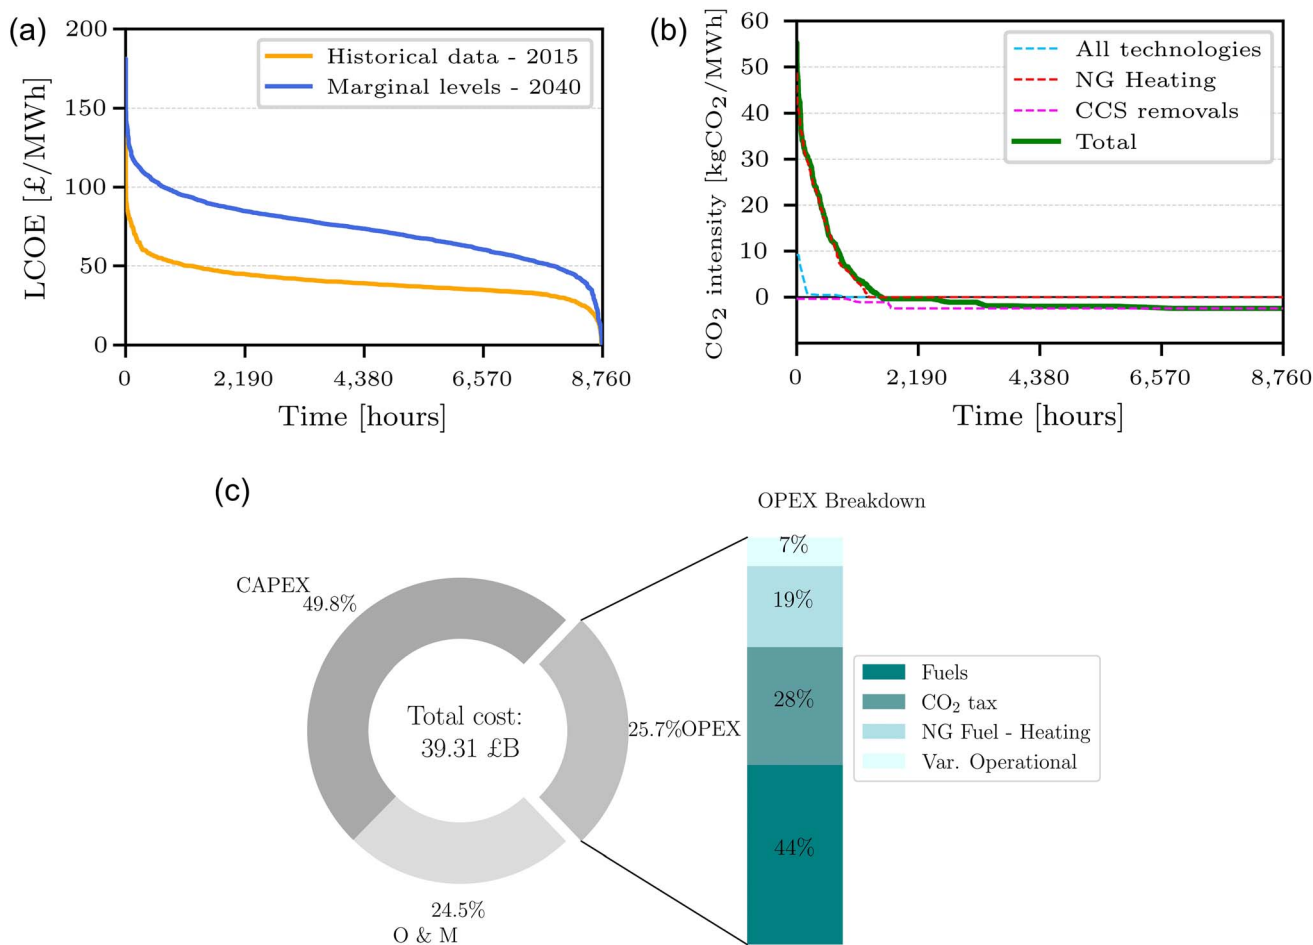 (a)
LCOE [£/MWh]
200
150
100
50
0
Historical data - 2015
Marginal levels - 2040
0 2,190 4,380 6,570 8,760
Time [hours]
(b)
CO2 intensity [kgCO2/MWh]
60
50
40
30
20
10
0
All technologies
NG Heating
CCS removals
Total
0 2,190 4,380 6,570 8,760
Time [hours]
(c)
CAPEX
49.8%
Total cost:
39.31 £B
25.7%OPEX
24.5%
O & M
OPEX Breakdown
7%
19%
28%
44%
Fuels
CO2 tax
NG Fuel - Heating
Var. Operational